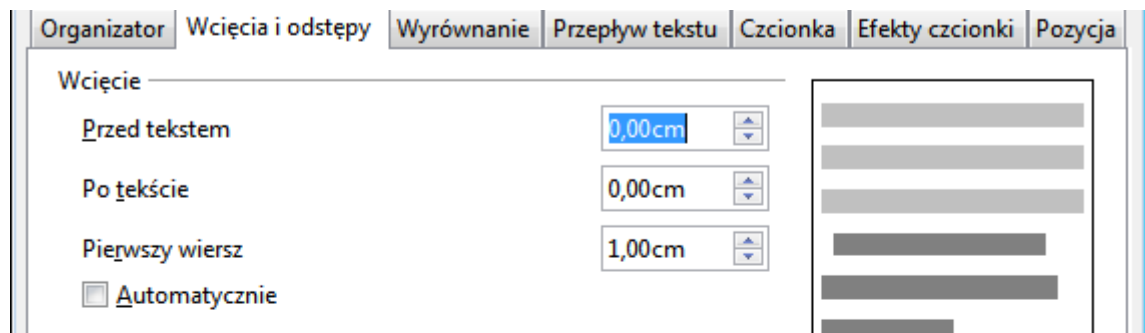 Organizator Wcięcia i odstępy Wyrównanie Przepływ tekstu Czcionka Efekty czcionki Pozycja
Wcięcie
Przed tekstem 0,00cm
Po tekście 0,00cm
Pierwszy wiersz 1,00cm
Automatycznie